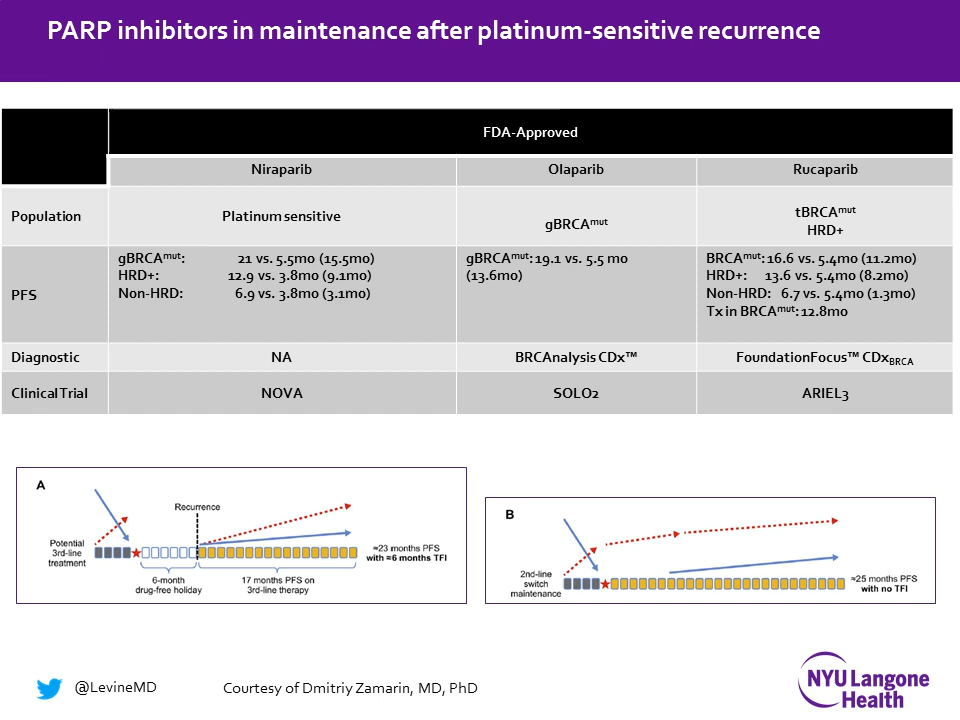 PARP inhibitors in maintenance after platinum-sensitive recurrence
FDA-Approved
Niraparib Olaparib Rucaparib
Population Platinum sensitive gBRCAmut tBRCAmut
HRD+
PFS
gBRCAmut: 21 vs. 5.5mo (15.5mo)
HRD+: 12.9 vs. 3.8mo (9.1mo)
Non-HRD: 6.9 vs. 3.8mo (3.1mo)
gBRCAmut: 19.1 vs. 5.5 mo
(13.6mo)
BRCAmut: 16.6 vs. 5.4mo (11.2mo)
HRD+: 13.6 vs. 5.4mo (8.2mo)
Non-HRD: 6.7 vs. 5.4mo (1.3mo)
Tx in BRCAmut: 12.8mo
Diagnostic NA BRCAnalysis CDx™ FoundationFocus™ CDxBRCA
Clinical Trial NOVA SOLO2 ARIEL3
A
Recurrence
Potential
3rd-line
treatment
6-month
drug-free holiday
17 months PFS on
3rd-line therapy
≈23 months PFS
with ≈6 months TFI
B
2nd-line
switch
maintenance
≈25 months PFS
with no TFI
@LevineMD
Courtesy of Dmitriy Zamarin, MD, PhD
NYU Langone
Health